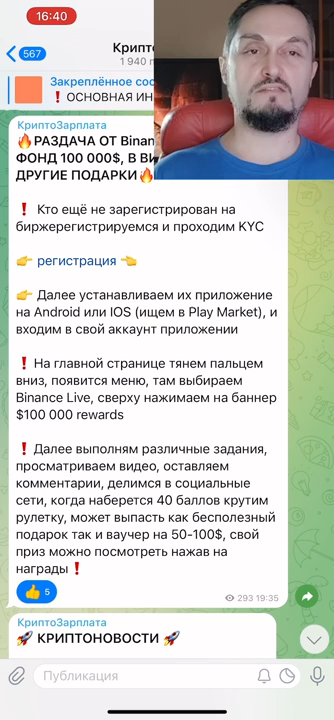 16:40
567
Крипто
1 940 п
Закреплённое соо
❗ ОСНОВНАЯ ИН
КриптоЗарплата
🔥РАЗДАЧА ОТ Binan
ФОНД 100 000$, В ВИ
ДРУГИЕ ПОДАРКИ🔥
❗ Кто ещё не зарегистрирован на
биржерегистрируемся и проходим KYC
👉 регистрация 👈
👉 Далее устанавливаем их приложение
на Android или IOS (ищем в Play Market), и
входим в свой аккаунт приложении
❗ На главной странице тянем пальцем
вниз, появится меню, там выбираем
Binance Live, сверху нажимаем на баннер
$100 000 rewards
❗ Далее выполням различные задания,
просматриваем видео, оставляем
комментарии, делимся в социальные
сети, когда наберется 40 баллов крутим
рулетку, может выпасть как бесполезный
подарок так и ваучер на 50-100$, свой
приз можно посмотреть нажав на
награды❗
👍 5
293 19:35
КриптоЗарплата
🚀 КРИПТОНОВОСТИ 🚀
Публикация